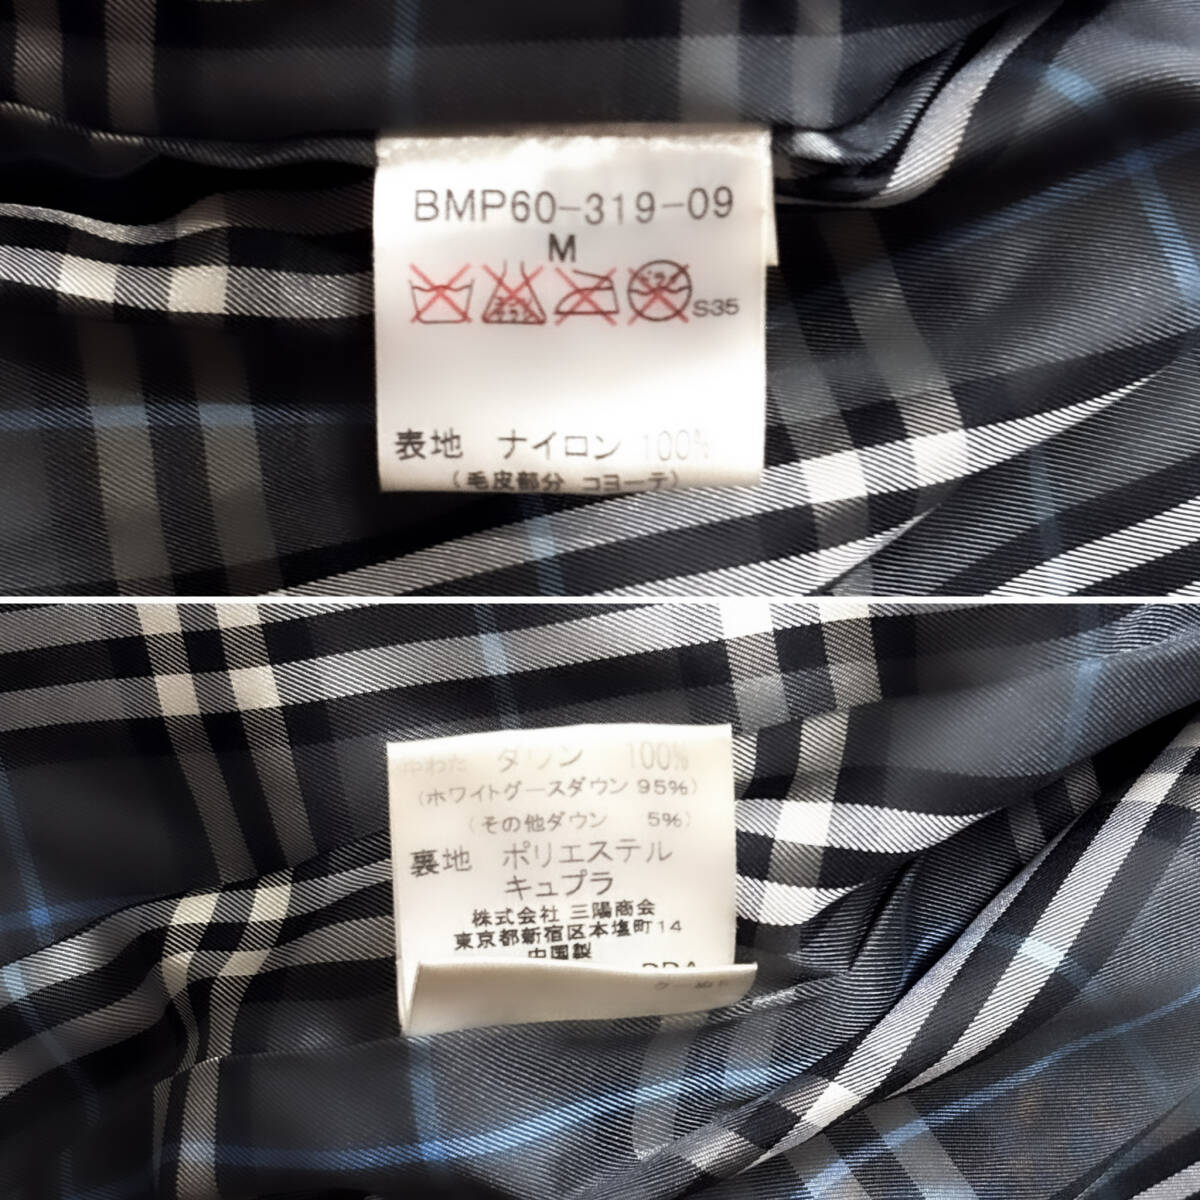 BMP60-319-09
M
S35
表地 ナイロン 100%
(毛皮部分 コヨーテ)
中わた ダウン 100%
(ホワイトグースダウン 95%)
(その他ダウン 5%)
裏地 ポリエステル
キュプラ
株式会社 三陽商会
東京都新宿区本塩町14
中国製